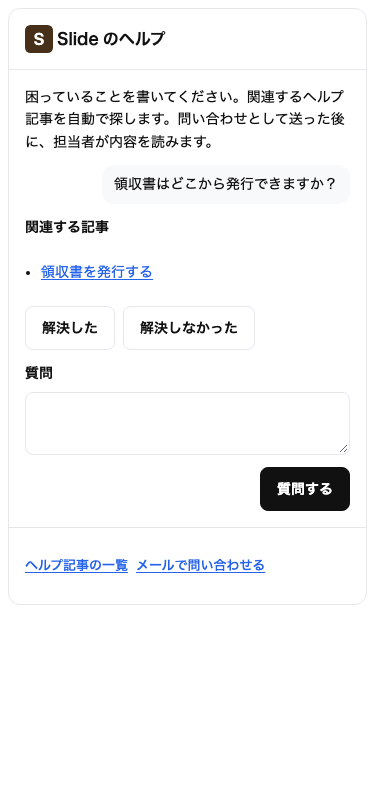 S Slide のヘルプ
困っていることを書いてください。関連するヘルプ
記事を自動で探します。問い合わせとして送った後
に、担当者が内容を読みます。
領収書はどこから発行できますか？
関連する記事
• 領収書を発行する
解決した 解決しなかった
質問
質問する
ヘルプ記事の一覧 メールで問い合わせる